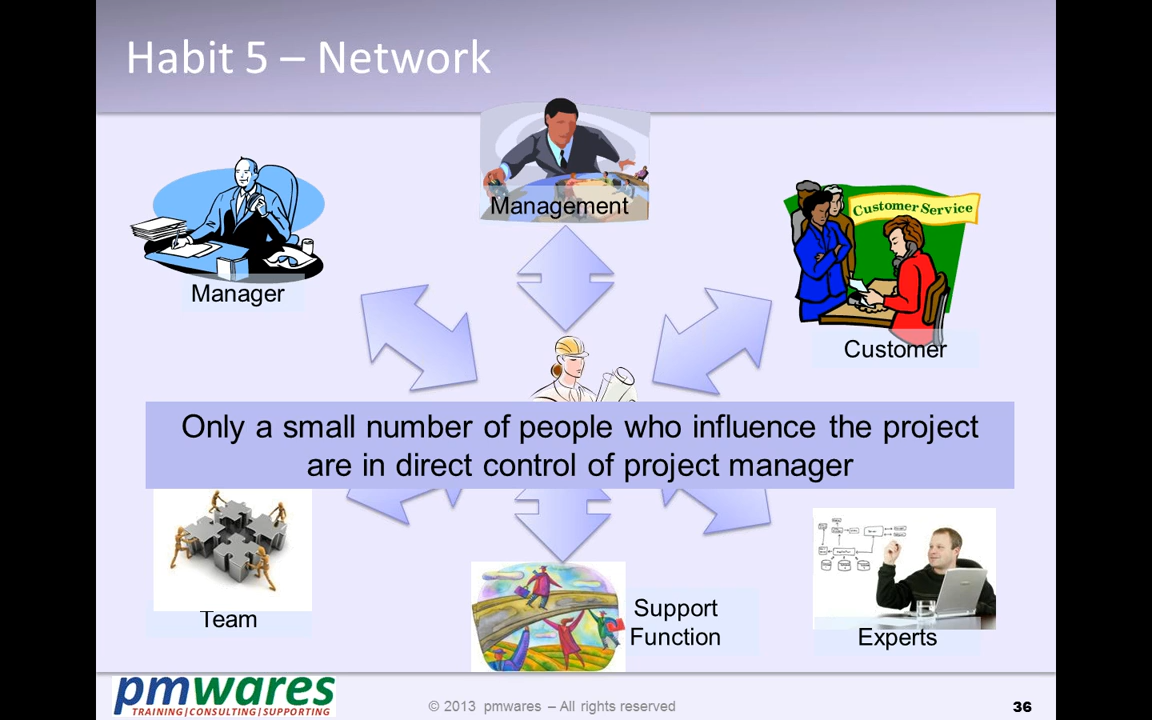 Habit 5 – Network
Management
Manager
Customer Service
Customer
Only a small number of people who influence the project
are in direct control of project manager
Team
Support
Function
Experts
pmwares
TRAINING|CONSULTING|SUPPORTING
© 2013 pmwares – All rights reserved
36